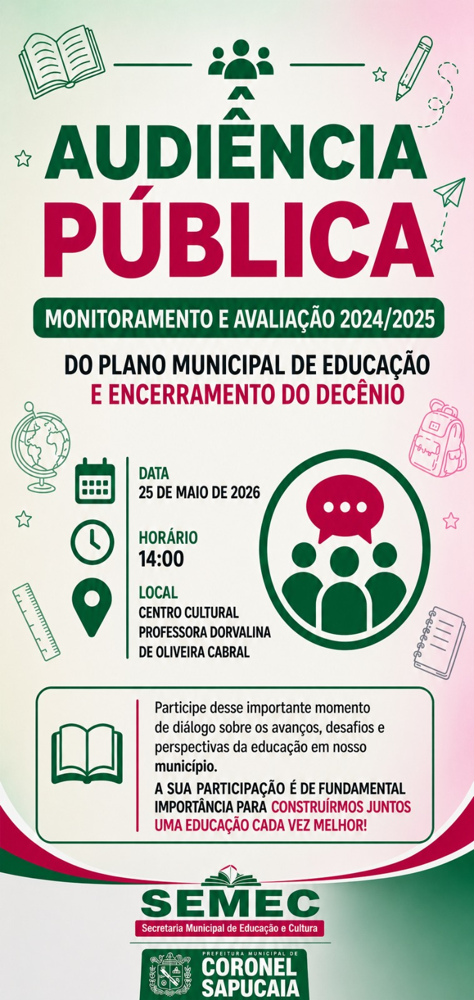 AUDIÊNCIA
PÚBLICA
MONITORAMENTO E AVALIAÇÃO 2024/2025
DO PLANO MUNICIPAL DE EDUCAÇÃO
E ENCERRAMENTO DO DECÊNIO
DATA
25 DE MAIO DE 2026
HORÁRIO
14:00
LOCAL
CENTRO CULTURAL
PROFESSORA DORVALINA
DE OLIVEIRA CABRAL
Participe desse importante momento
de diálogo sobre os avanços, desafios e
perspectivas da educação em nosso
município.
A SUA PARTICIPAÇÃO É DE FUNDAMENTAL
IMPORTÂNCIA PARA CONSTRUÍRMOS JUNTOS
UMA EDUCAÇÃO CADA VEZ MELHOR!
SEMEC
Secretaria Municipal de Educação e Cultura
PREFEITURA MUNICIPAL DE
CORONEL
SAPUCAIA